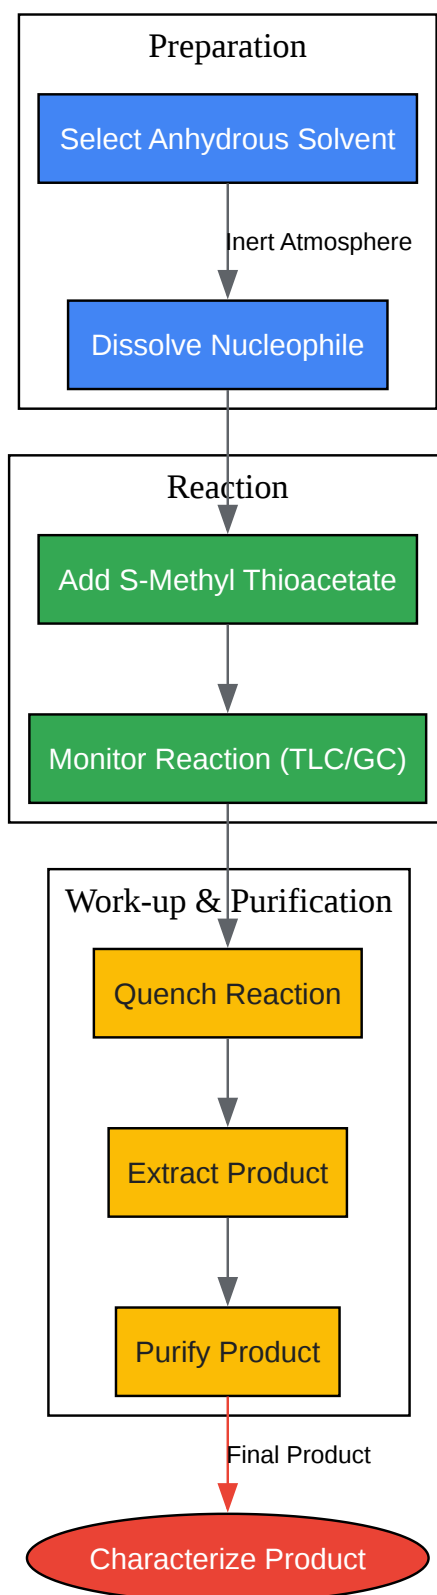 Preparation
Select Anhydrous Solvent
Inert Atmosphere
Dissolve Nucleophile
Reaction
Add S-Methyl Thioacetate
Monitor Reaction (TLC/GC)
Work-up & Purification
Quench Reaction
Extract Product
Purify Product
Final Product
Characterize Product